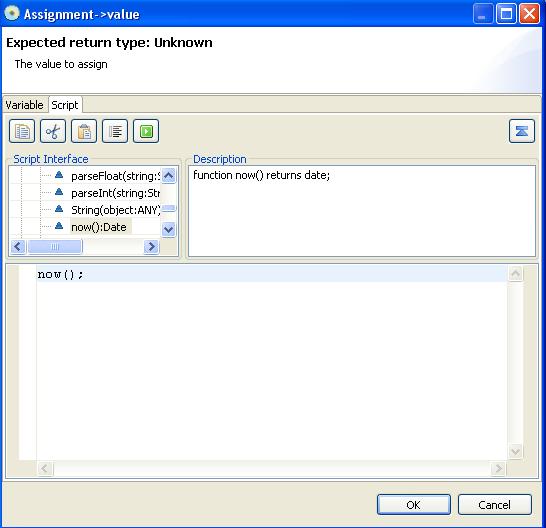 Assignment->value
Expected return type: Unknown
The value to assign
Variable Script
Script Interface
parseFloat(string:S
parseInt(string:Str
String(object:ANY)
now():Date
Description
function now() returns date;
now();
OK Cancel